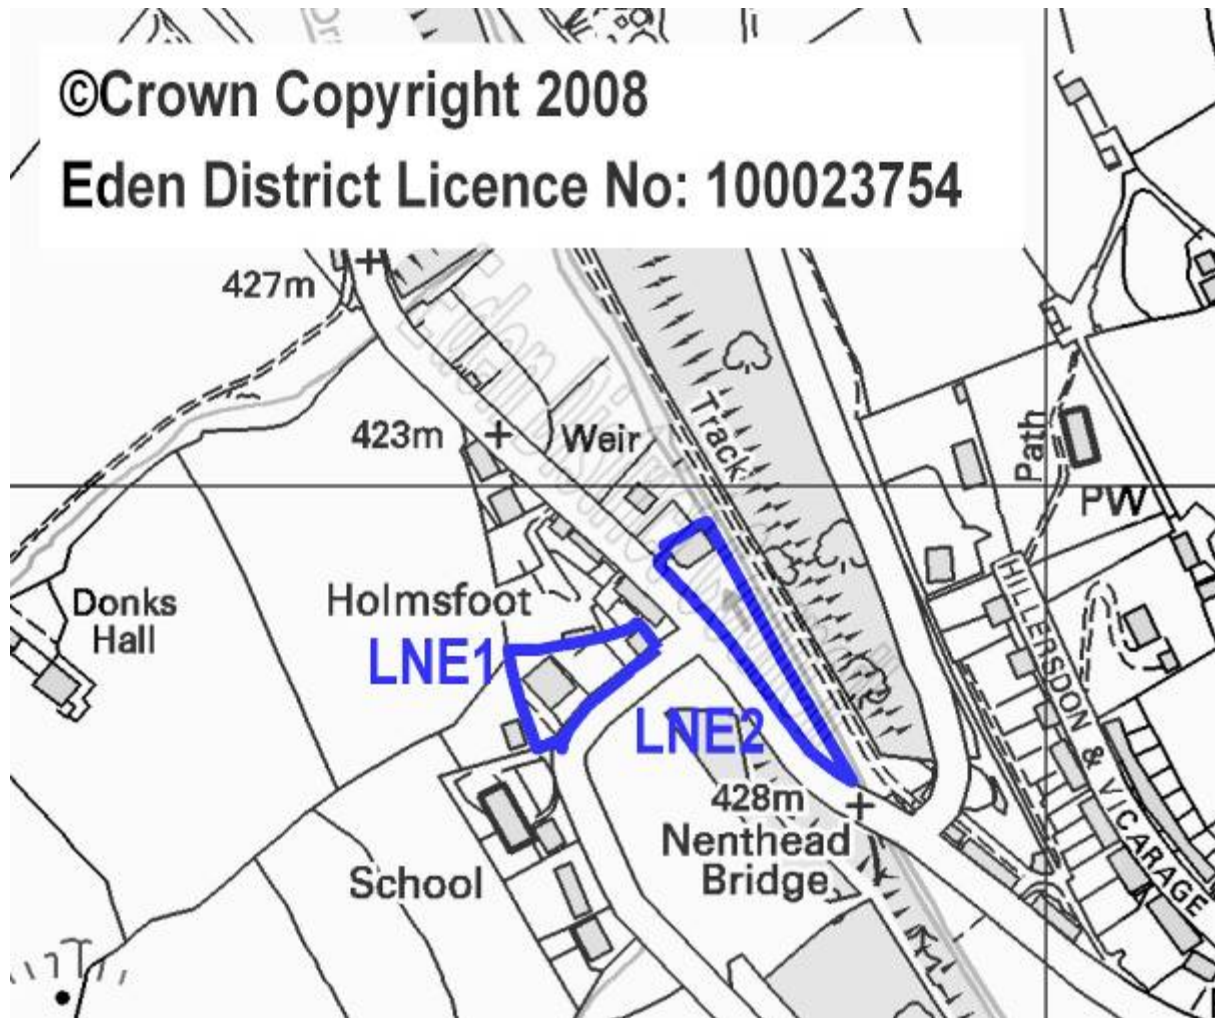 ©Crown Copyright 2008
Eden District Licence No: 100023754
427m
423m
Weir
Track
Path
PW
Donks
Hall
Holmsfoot
LNE1
LNE2
HILLERSDON & VICARAGE
428m
Nenthead
Bridge
School